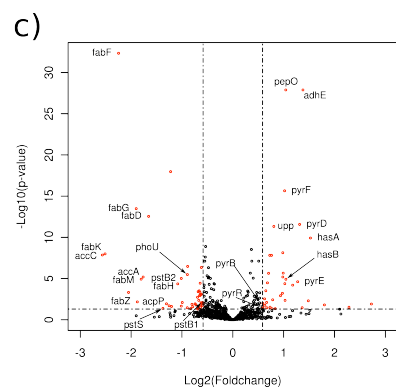 c)
fabF
pepO
adhE
pyrF
fabG
fabD
upp
pyrD
hasA
phoU
fabK
accC
hasB
pyrB
accA
fabM
pstB2
fabH
pyrE
pyrR
fabZ
acpP
pstS
pstB1
-Log10(p-value)
30
25
20
15
10
5
0
-3
-2
-1
0
1
2
3
Log2(Foldchange)